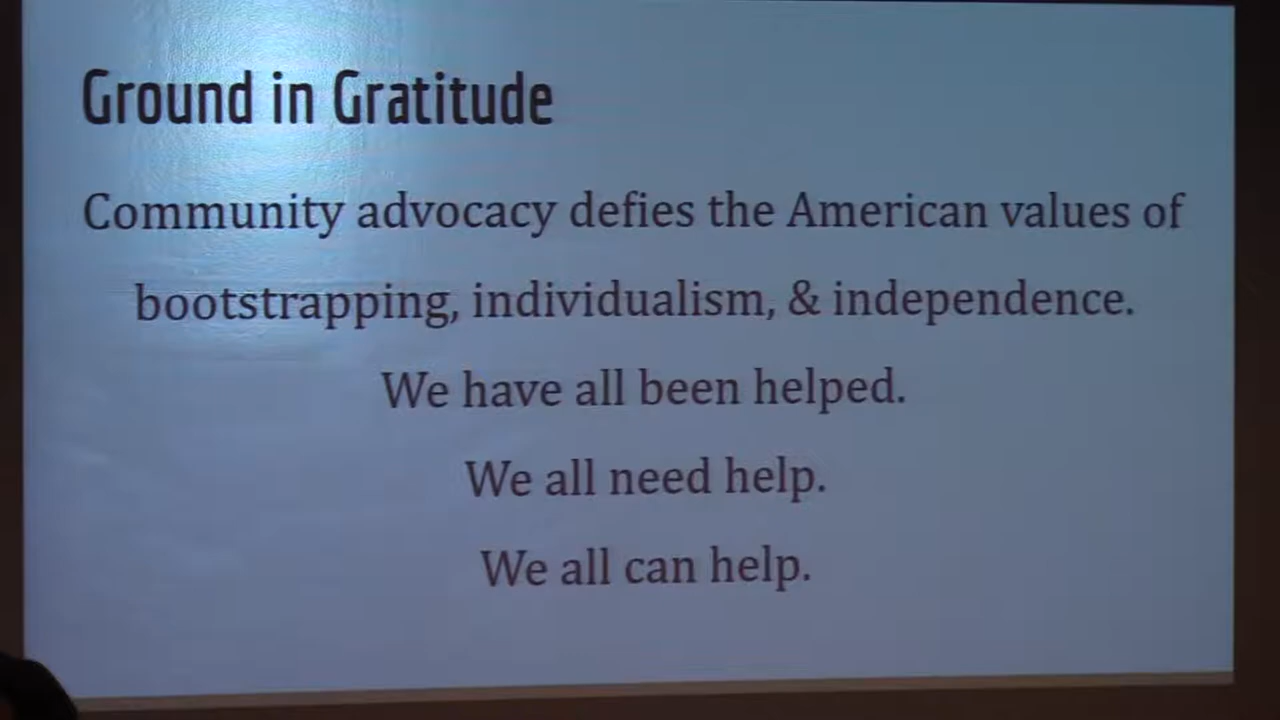 Ground in Gratitude
Community advocacy defies the American values of
bootstrapping, individualism, & independence.
We have all been helped.
We all need help.
We all can help.